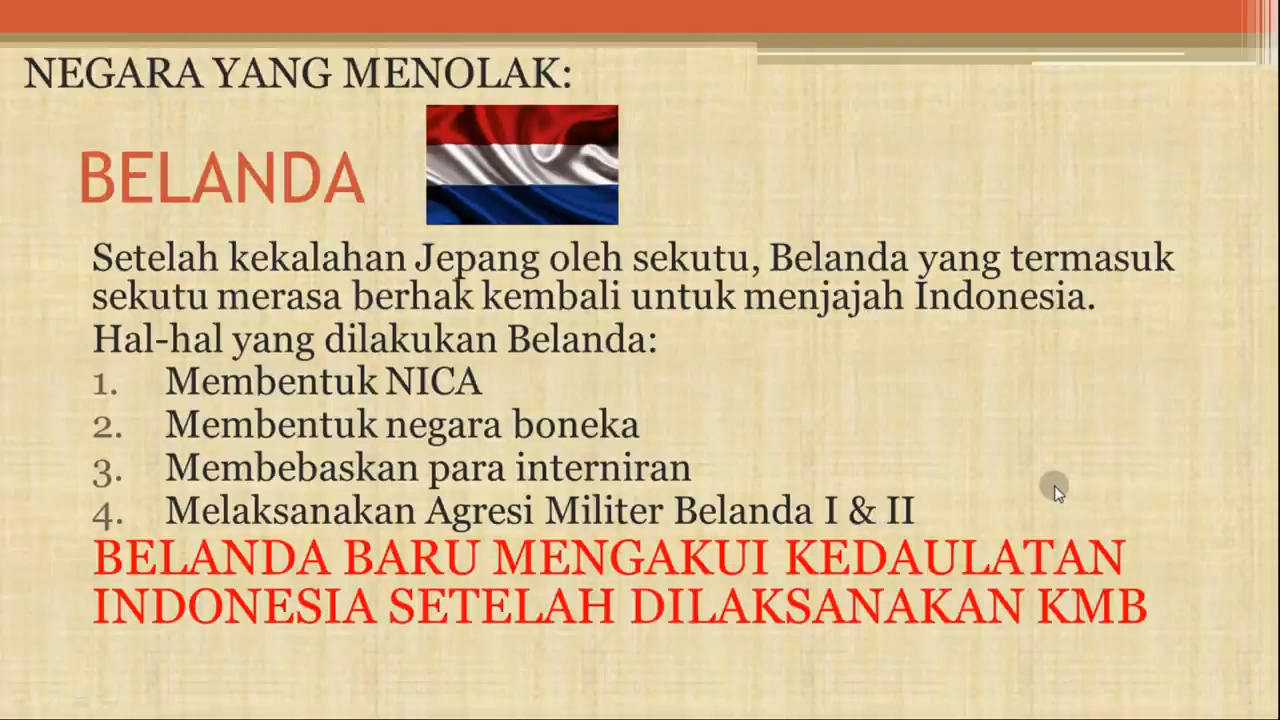 NEGARA YANG MENOLAK:
BELANDA
Setelah kekalahan Jepang oleh sekutu, Belanda yang termasuk
sekutu merasa berhak kembali untuk menjajah Indonesia.
Hal-hal yang dilakukan Belanda:
1. Membentuk NICA
2. Membentuk negara boneka
3. Membebaskan para interniran
4. Melaksanakan Agresi Militer Belanda I & II
BELANDA BARU MENGAKUI KEDAULATAN
INDONESIA SETELAH DILAKSANAKAN KMB